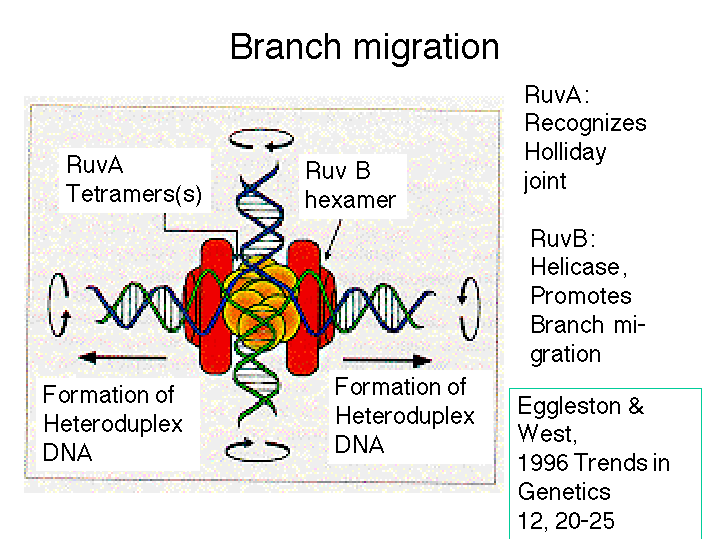 Branch migration
RuvA
Tetramers(s)
Ruv B
hexamer
Formation of
Heteroduplex
DNA
Formation of
Heteroduplex
DNA
RuvA:
Recognizes
Holliday
joint
RuvB:
Helicase,
Promotes
Branch mi-
gration
Eggleston &
West,
1996 Trends in
Genetics
12, 20-25